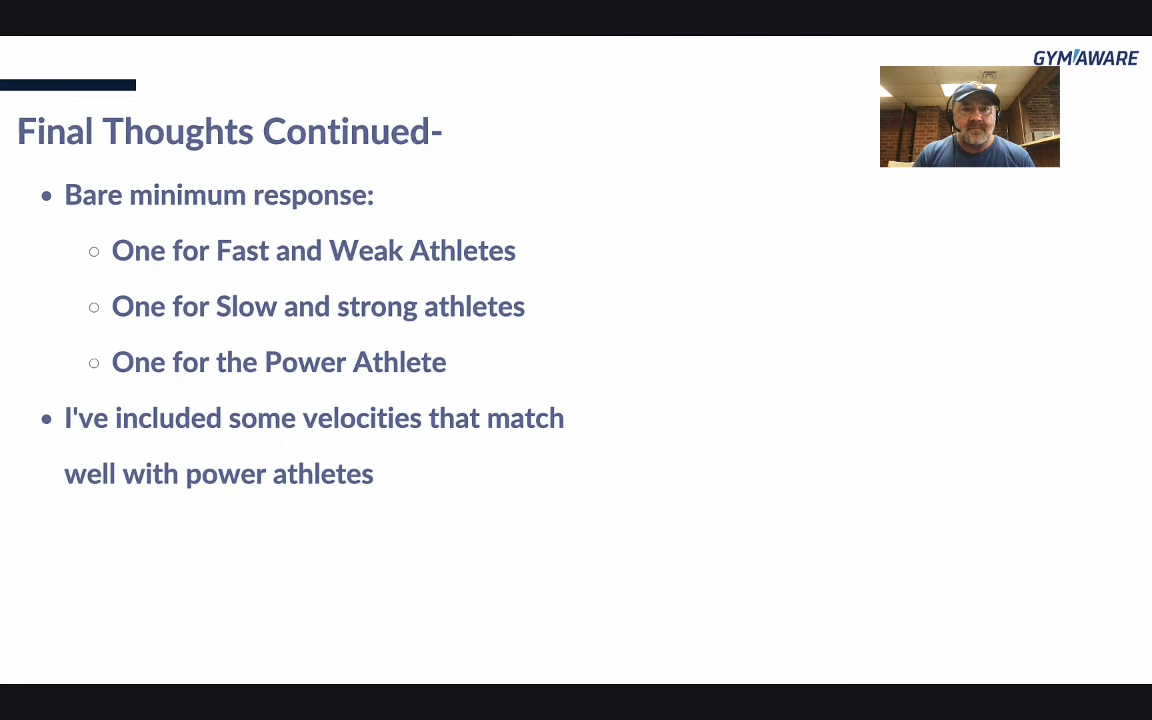 GYMAWARE
Final Thoughts Continued-
Bare minimum response:
One for Fast and Weak Athletes
One for Slow and strong athletes
One for the Power Athlete
I've included some velocities that match
well with power athletes